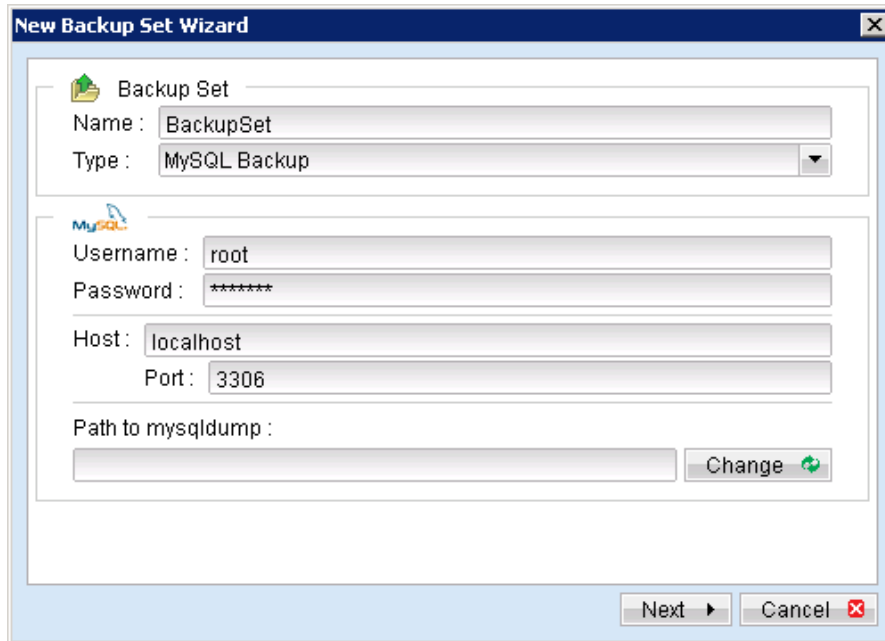 New Backup Set Wizard
Backup Set
Name : BackupSet
Type : MySQL Backup
MySQL
Username : root
Password : *******
Host : localhost
Port : 3306
Path to mysqldump :
Change
Next Cancel